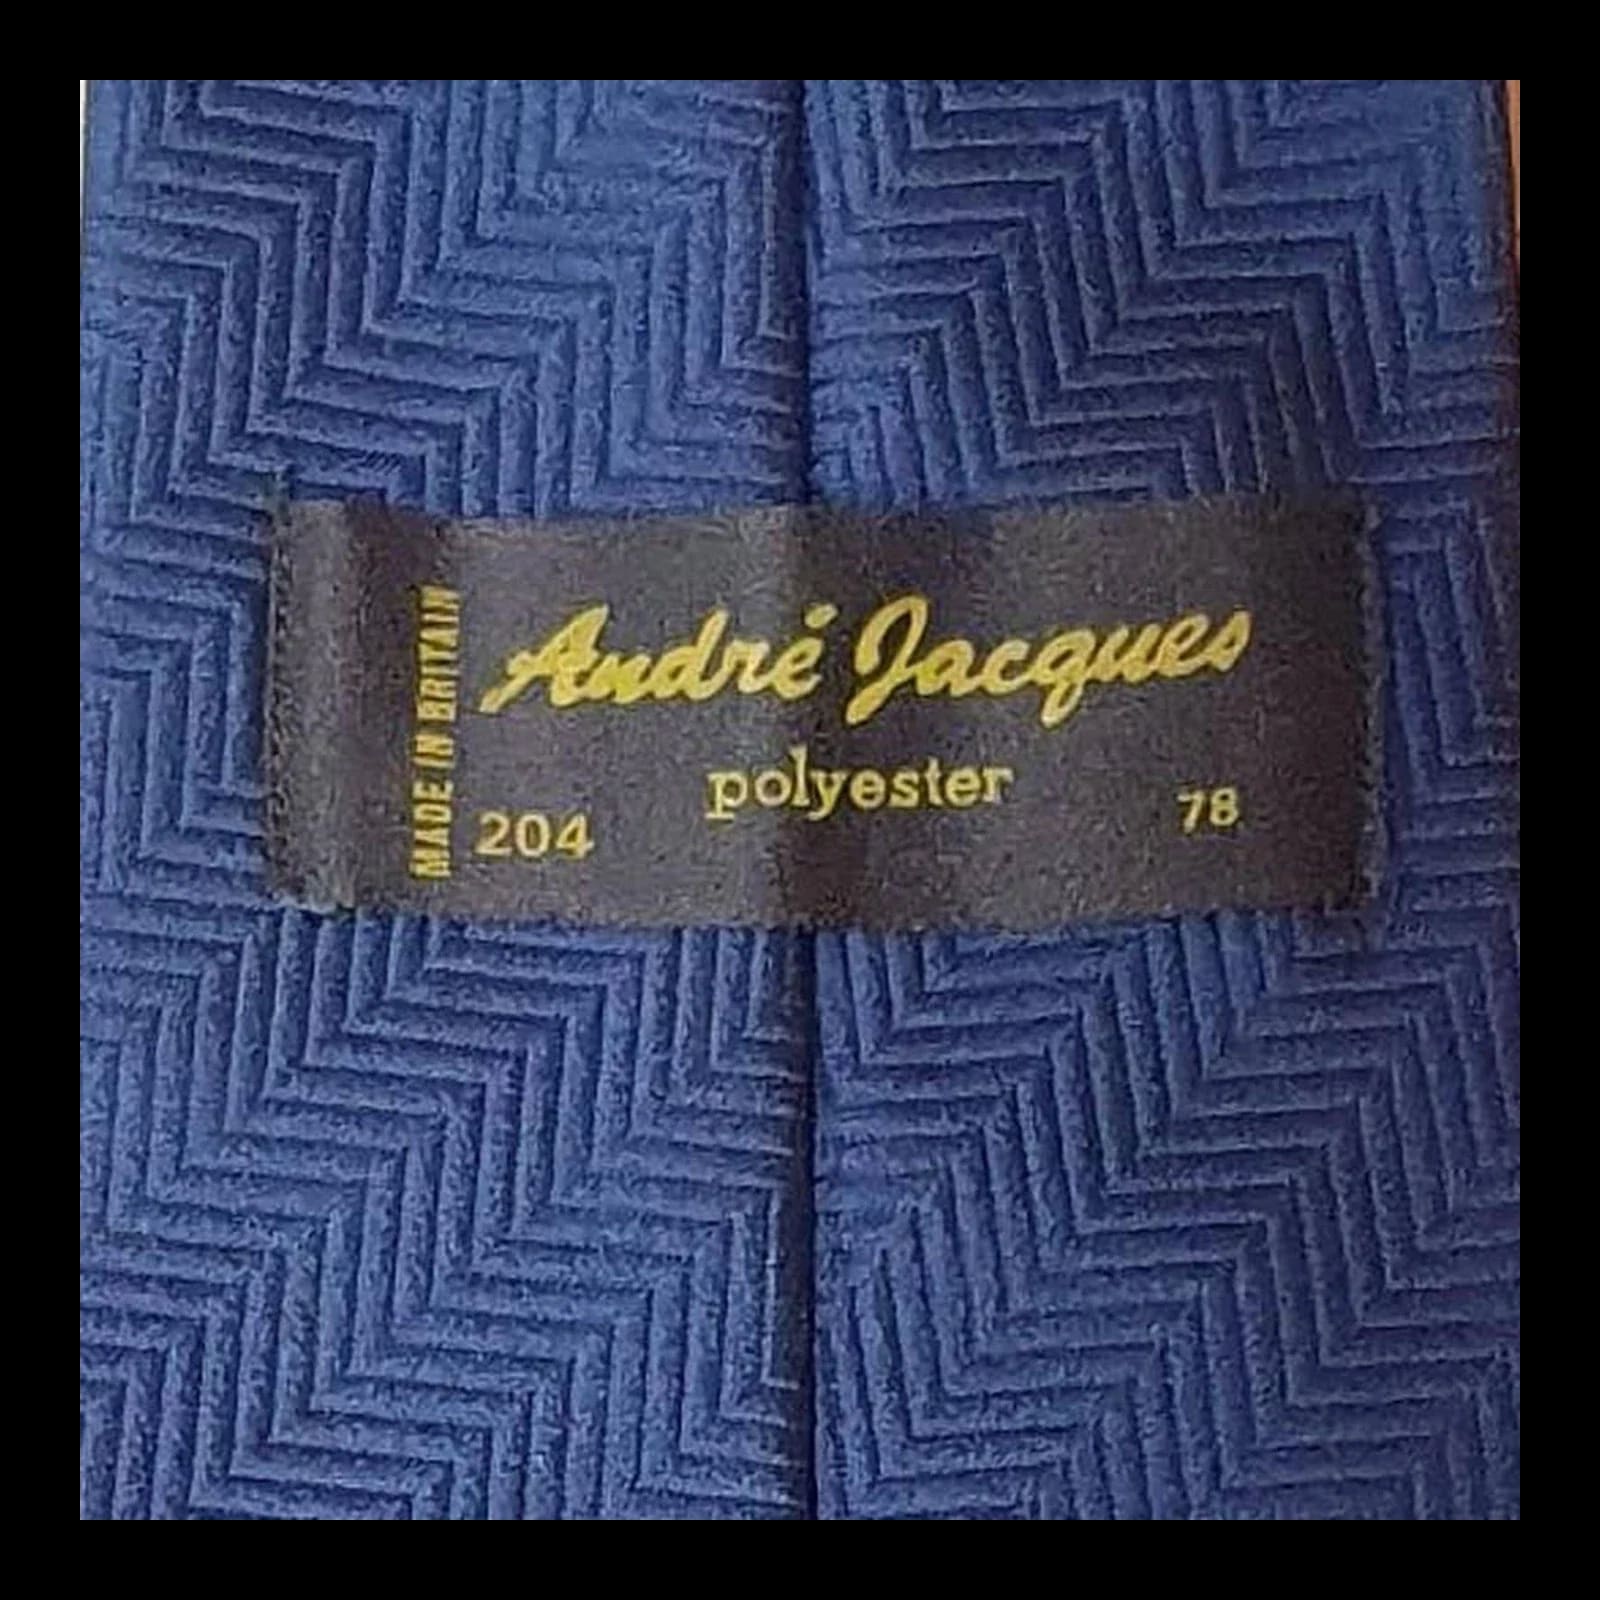 MADE IN BRITAIN
André Jacques
polyester
204
78